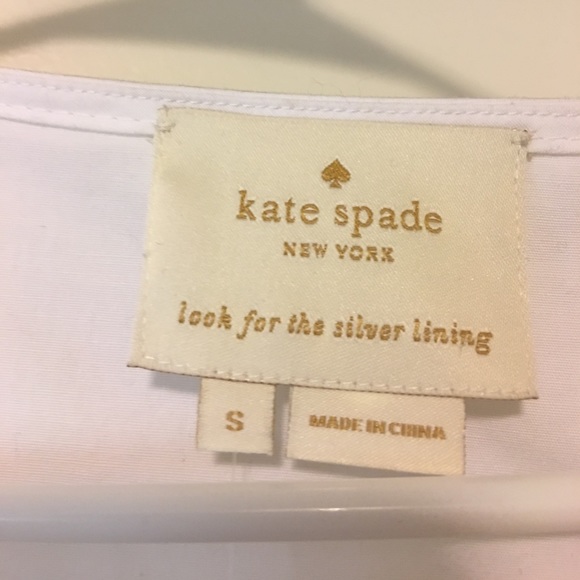 kate spade
NEW YORK
look for the silver lining
S
MADE IN CHINA